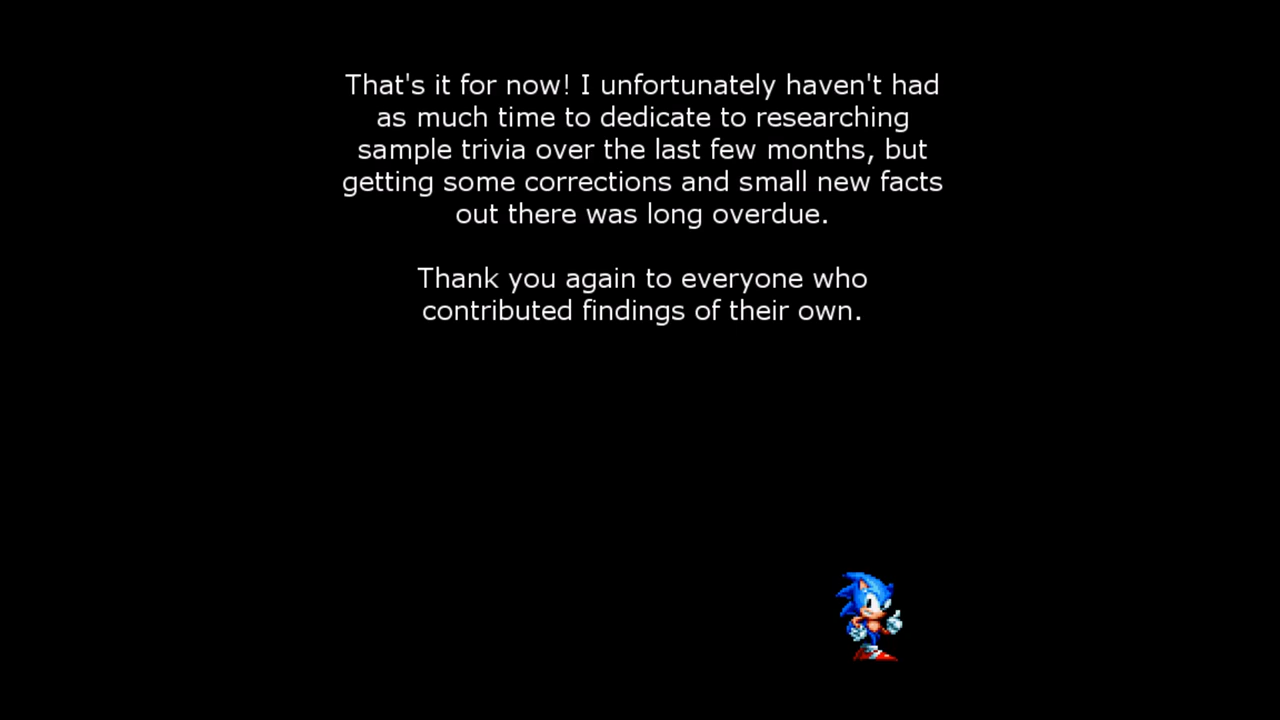 That's it for now! I unfortunately haven't had
as much time to dedicate to researching
sample trivia over the last few months, but
getting some corrections and small new facts
out there was long overdue.
Thank you again to everyone who
contributed findings of their own.